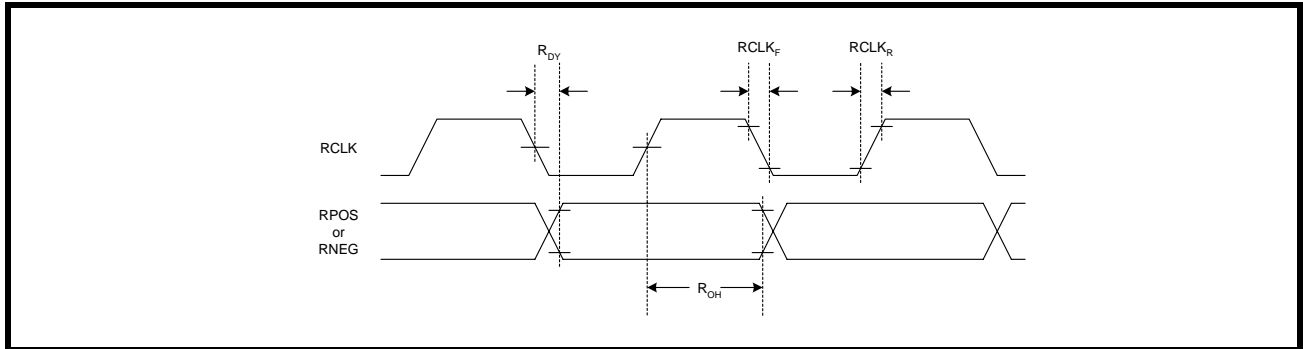 R_DY
RCLK_F
RCLK_R
RCLK
RPOS
or
RNEG
R_OH